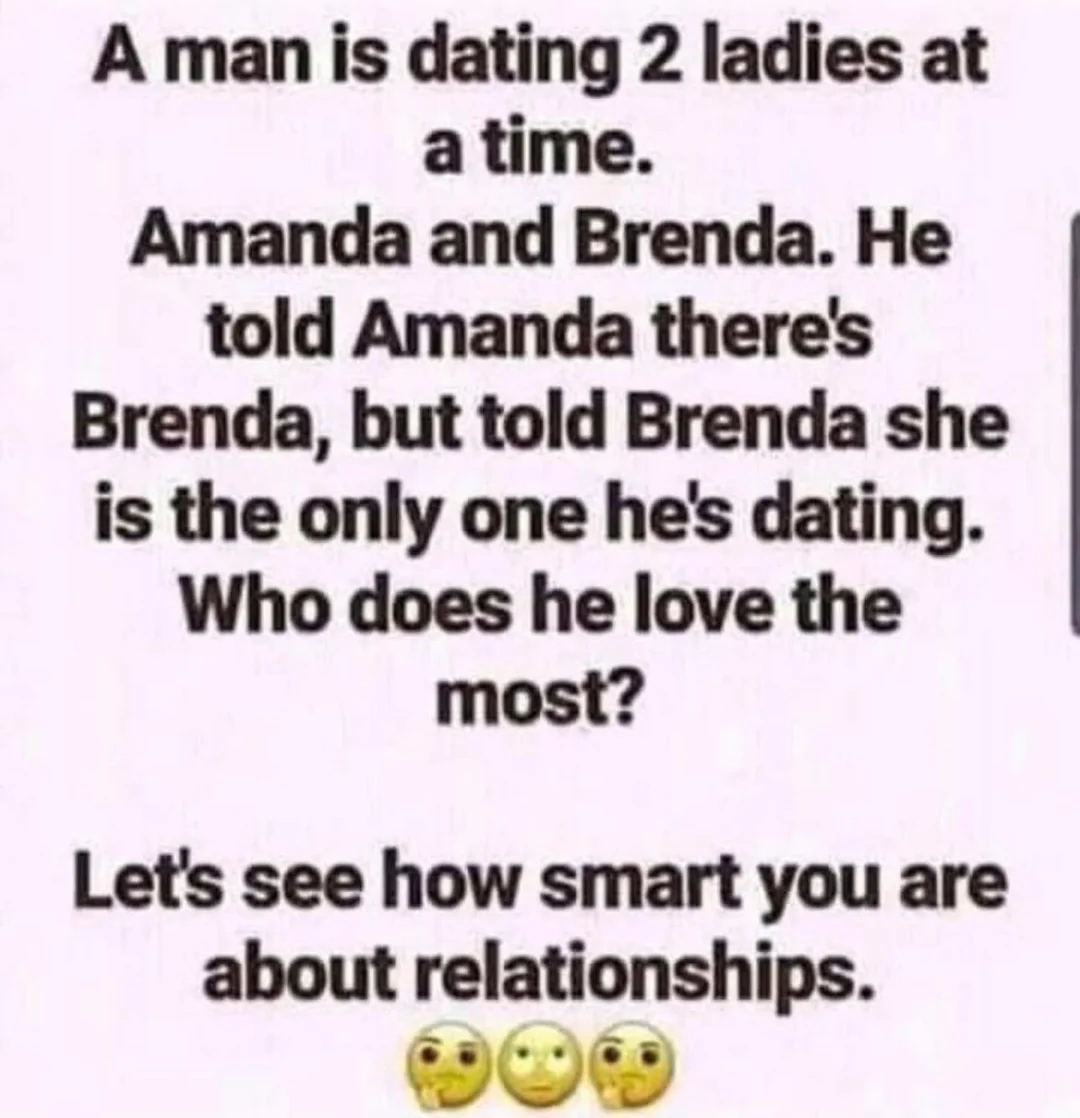 A man is dating 2 ladies at
a time.
Amanda and Brenda. He
told Amanda there's
Brenda, but told Brenda she
is the only one he's dating.
Who does he love the
most?
Let's see how smart you are
about relationships.
🤔🙄🤔